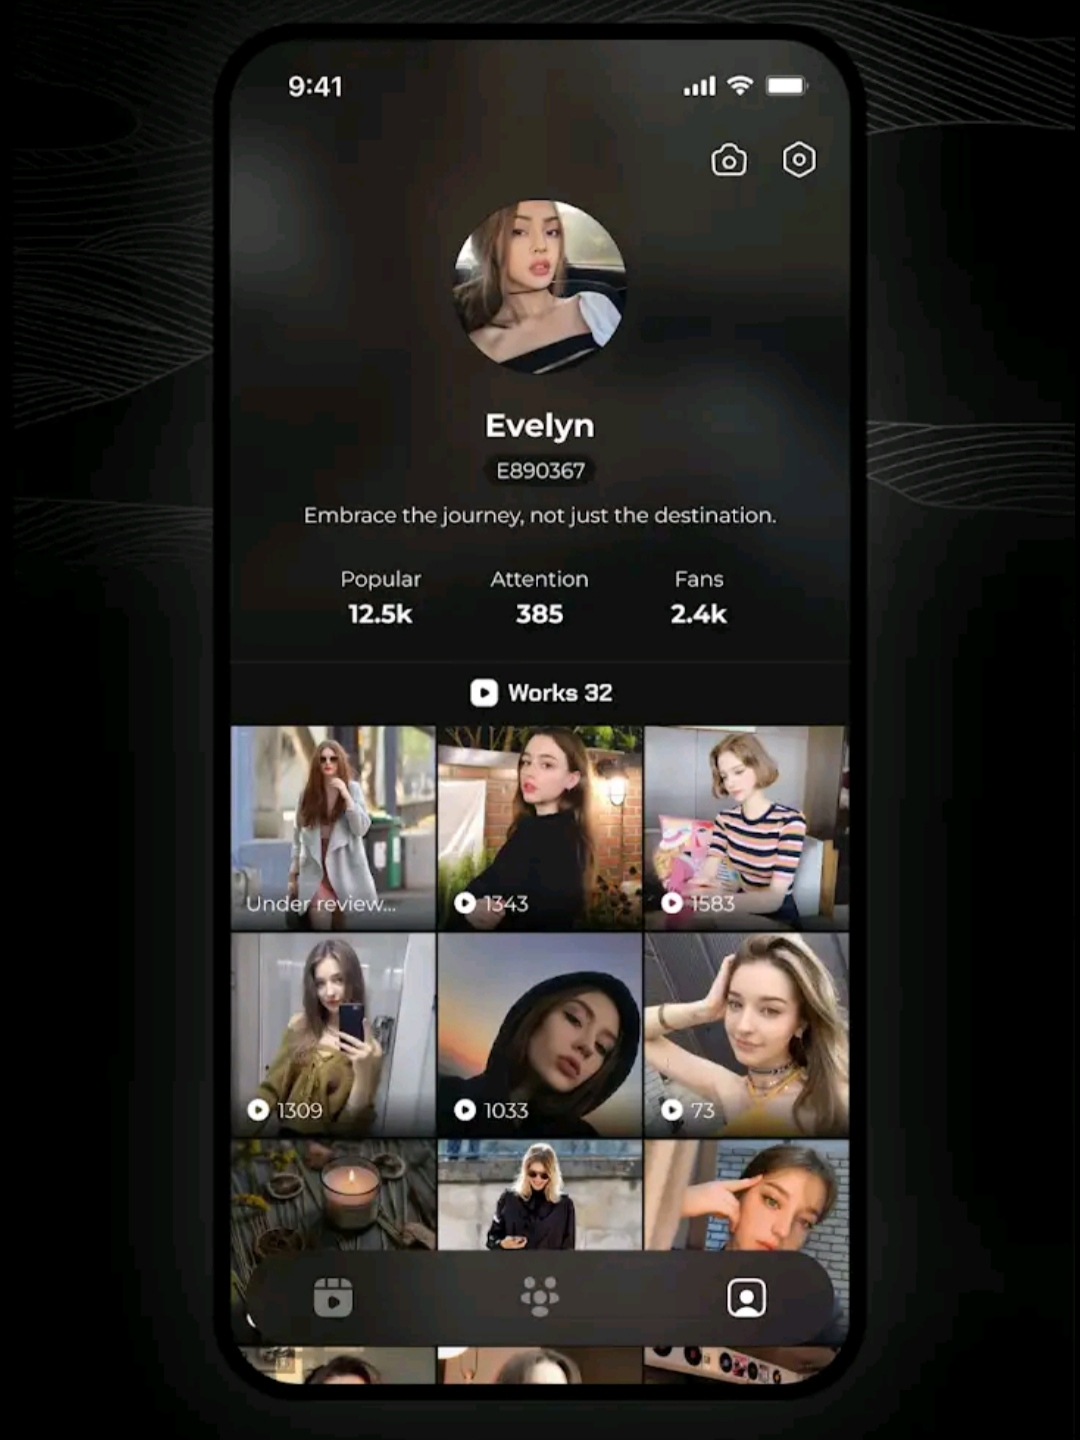 9:41
Evelyn
E890367
Embrace the journey, not just the destination.
Popular Attention Fans
12.5k 385 2.4k
Works 32
Under review... 1343 1583
1309 1033 73